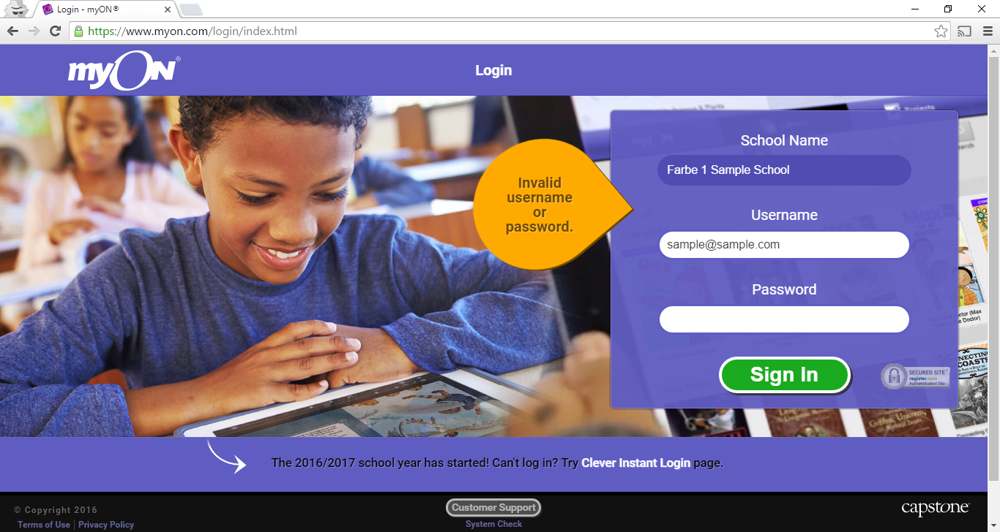 Login - myON®
https://www.myon.com/login/index.html
myON®
Login
School Name
Farbe 1 Sample School
Invalid
username
or
password.
Username
sample@sample.com
Password
Sign In
SECURED SITE
register.com
Authenticated Site
The 2016/2017 school year has started! Can't log in? Try Clever Instant Login page.
© Copyright 2016
Terms of Use | Privacy Policy
Customer Support
System Check
capstone